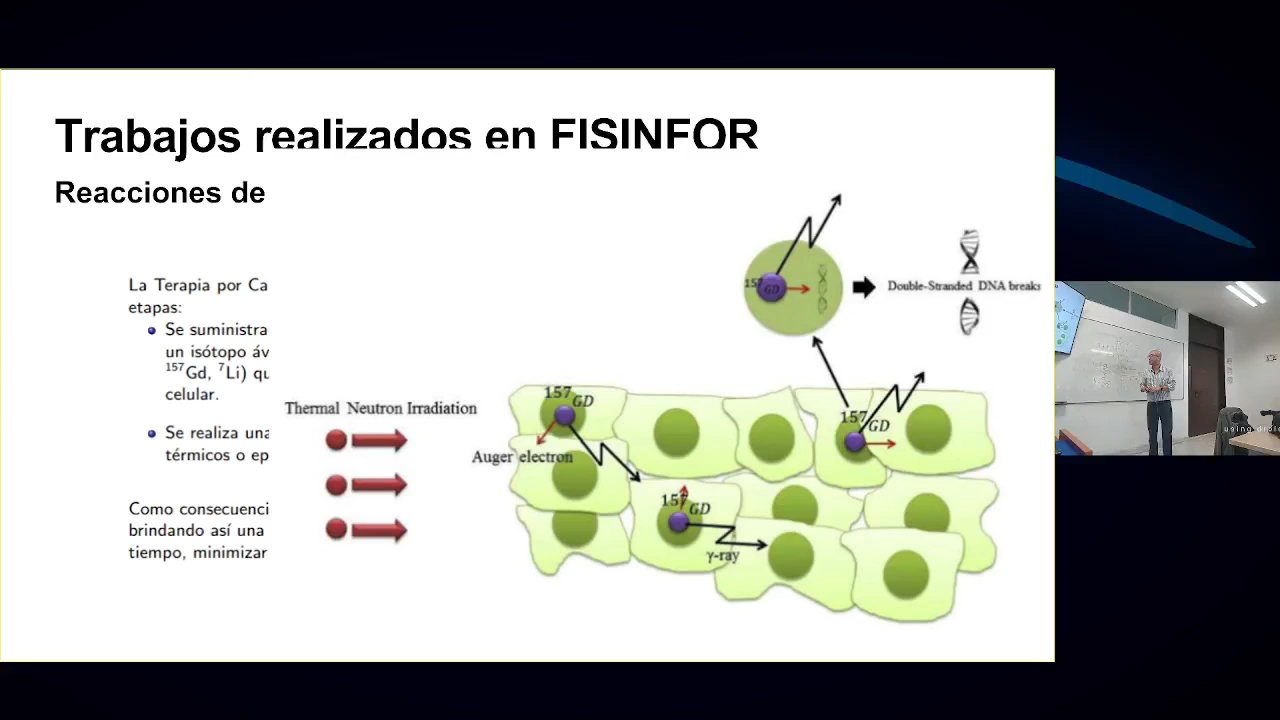 Trabajos realizados en FISINFOR
Reacciones de
La Terapia por Ca
etapas:
Se suministra
un isótopo áv
157Gd, 7Li) qu
celular.
Se realiza una
térmicos o ep
Como consecuenci
brindando así una
tiempo, minimizar
Thermal Neutron Irradiation
157 GD
Auger electron
157 GD
γ-ray
157 GD
157 GD
Double-Stranded DNA breaks
using drole